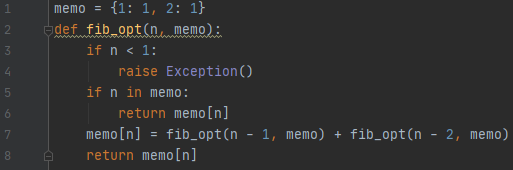 1 memo = {1: 1, 2: 1}
2 def fib_opt(n, memo):
3     if n < 1:
4         raise Exception()
5     if n in memo:
6         return memo[n]
7     memo[n] = fib_opt(n - 1, memo) + fib_opt(n - 2, memo)
8     return memo[n]